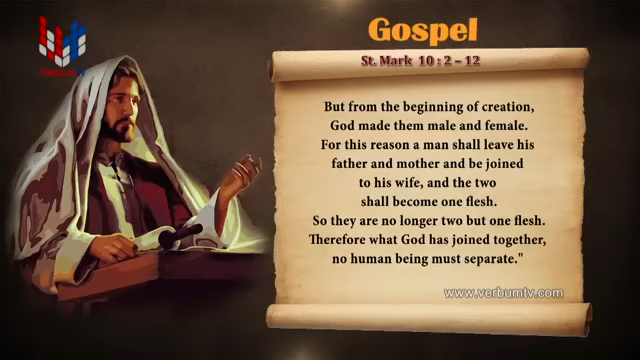 VerbumTV
Gospel
St. Mark 10 : 2 – 12
But from the beginning of creation,
God made them male and female.
For this reason a man shall leave his
father and mother and be joined
to his wife, and the two
shall become one flesh.
So they are no longer two but one flesh.
Therefore what God has joined together,
no human being must separate."
www.verbumtv.com